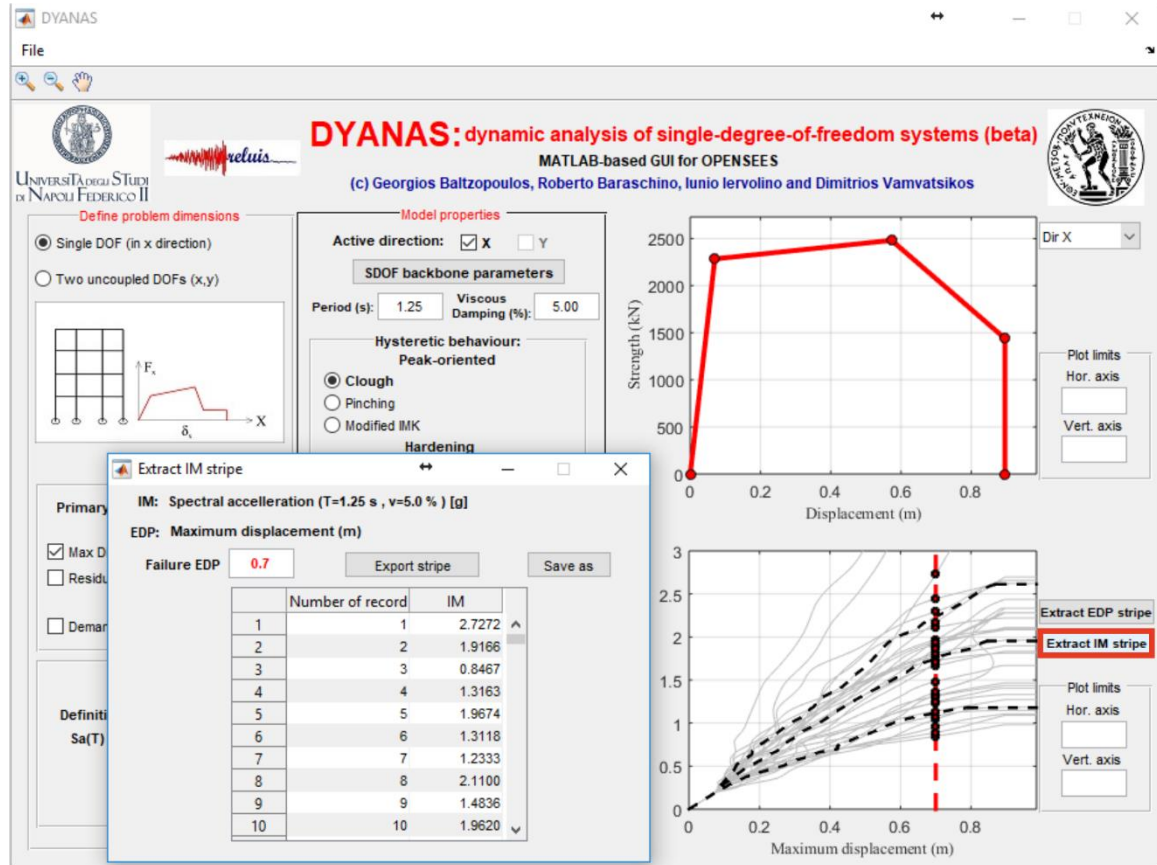 DYANAS
File
UNIVERSITÀ DEGLI STUDI
DI NAPOLI FEDERICO II
reluis
DYANAS: dynamic analysis of single-degree-of-freedom systems (beta)
MATLAB-based GUI for OPENSEES
(c) Georgios Baltzopoulos, Roberto Baraschino, Iunio Iervolino and Dimitrios Vamvatsikos
Define problem dimensions
Single DOF (in x direction)
Two uncoupled DOFs (x,y)
Fx
X
δx
Model properties
Active direction: X Y
SDOF backbone parameters
Period (s): 1.25 Viscous Damping (%): 5.00
Hysteretic behaviour:
Peak-oriented
Clough
Pinching
Modified IMK
Hardening
Primary
Max D
Residu
Deman
Definiti
Sa(T)
Extract IM stripe
IM: Spectral accelleration (T=1.25 s , v=5.0 % ) [g]
EDP: Maximum displacement (m)
Failure EDP 0.7 Export stripe Save as
Number of record IM
1 1 2.7272
2 2 1.9166
3 3 0.8467
4 4 1.3163
5 5 1.9674
6 6 1.3118
7 7 1.2333
8 8 2.1100
9 9 1.4836
10 10 1.9620
Strength (kN)
2500
2000
1500
1000
500
0
0 0.2 0.4 0.6 0.8
Displacement (m)
Dir X
Plot limits
Hor. axis
Vert. axis
3
2.5
2
1.5
1
0.5
0
0 0.2 0.4 0.6 0.8
Maximum displacement (m)
Extract EDP stripe
Extract IM stripe
Plot limits
Hor. axis
Vert. axis